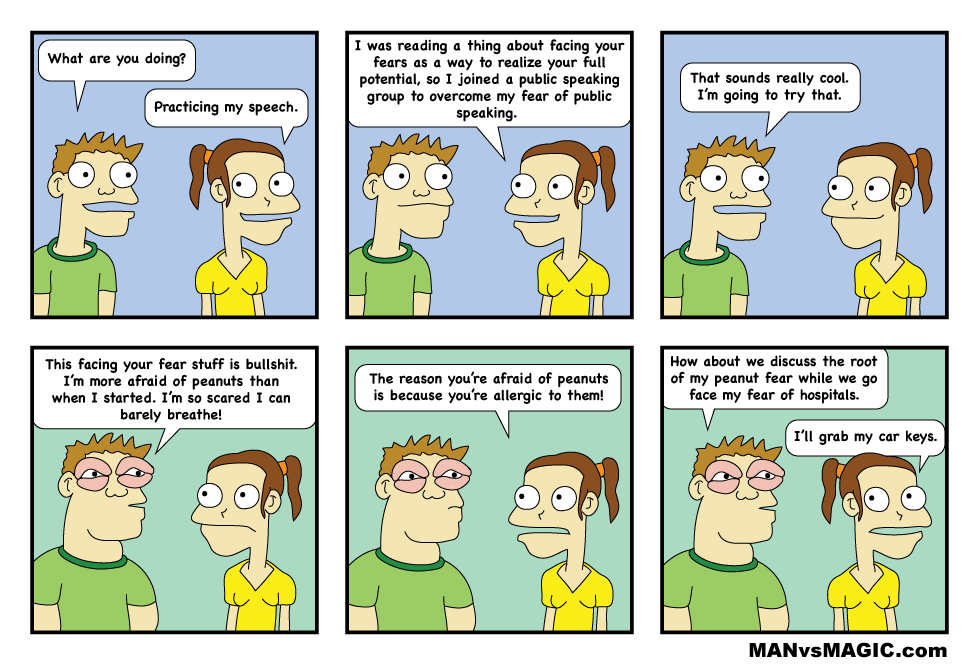 What are you doing?
Practicing my speech.
I was reading a thing about facing your
fears as a way to realize your full
potential, so I joined a public speaking
group to overcome my fear of public
speaking.
That sounds really cool.
I'm going to try that.
This facing your fear stuff is bullshit.
I'm more afraid of peanuts than
when I started. I'm so scared I can
barely breathe!
The reason you're afraid of peanuts
is because you're allergic to them!
How about we discuss the root
of my peanut fear while we go
face my fear of hospitals.
I'll grab my car keys.
MANvsMAGIC.com